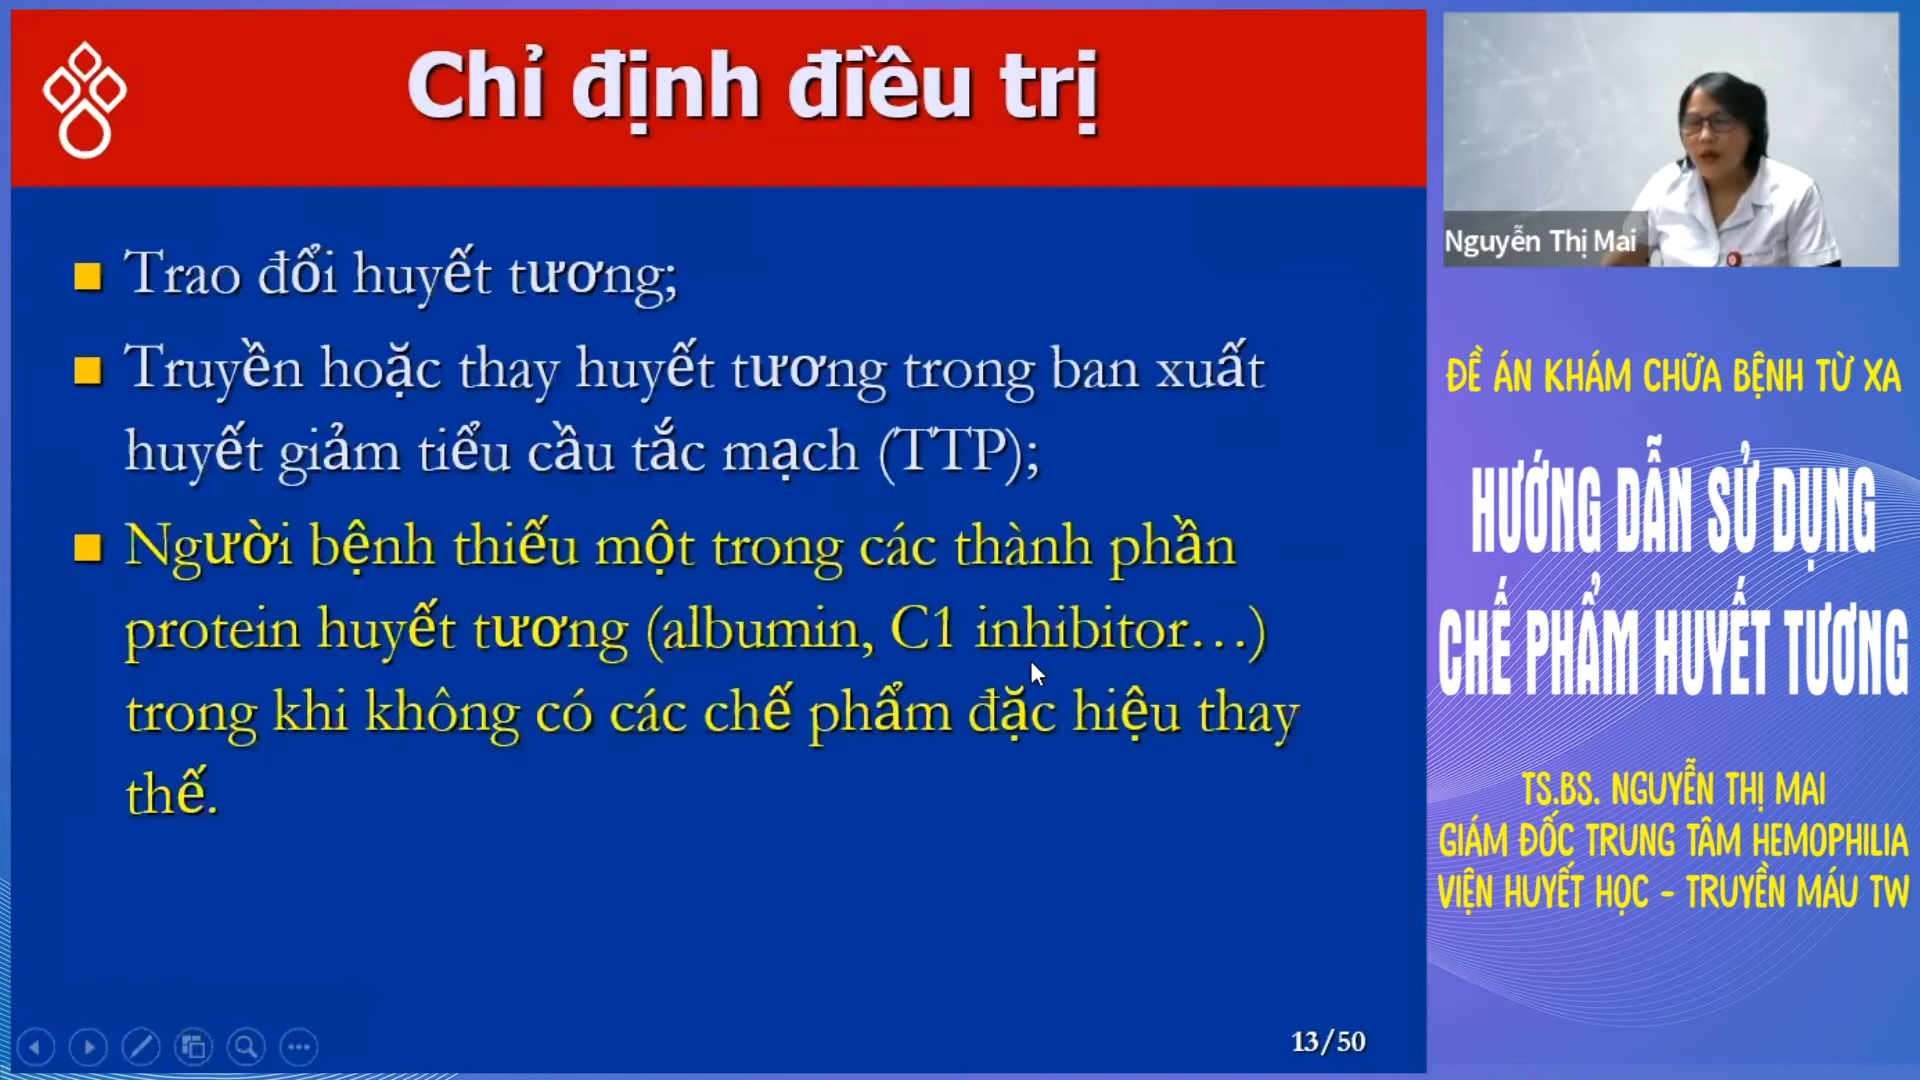 Chỉ định điều trị
Trao đổi huyết tương;
Truyền hoặc thay huyết tương trong ban xuất
huyết giảm tiểu cầu tắc mạch (TTP);
Người bệnh thiếu một trong các thành phần
protein huyết tương (albumin, C1 inhibitor…)
trong khi không có các chế phẩm đặc hiệu thay
thế.
13/50
Nguyễn Thị Mai
ĐỀ ÁN KHÁM CHỮA BỆNH TỪ XA
HƯỚNG DẪN SỬ DỤNG
CHẾ PHẨM HUYẾT TƯƠNG
TS.BS. NGUYỄN THỊ MAI
GIÁM ĐỐC TRUNG TÂM HEMOPHILIA
VIỆN HUYẾT HỌC - TRUYỀN MÁU TW